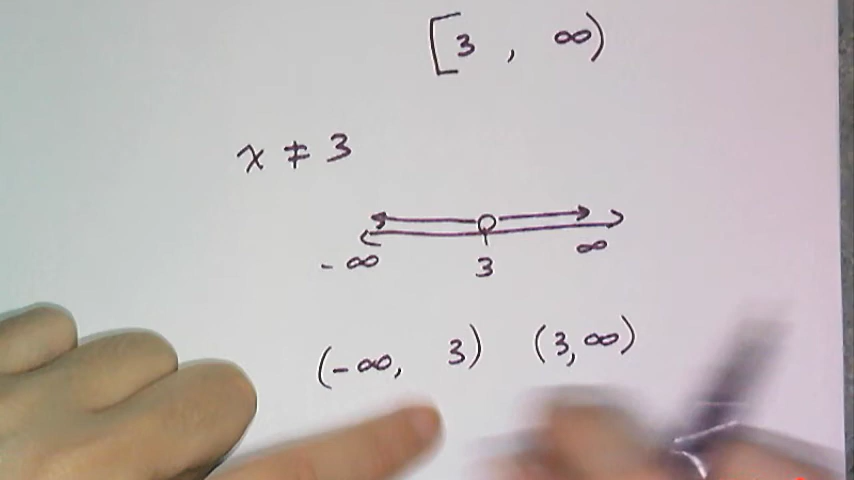 [3 , ∞)
x ≠ 3
-∞ 3 ∞
(-∞, 3) (3,∞)